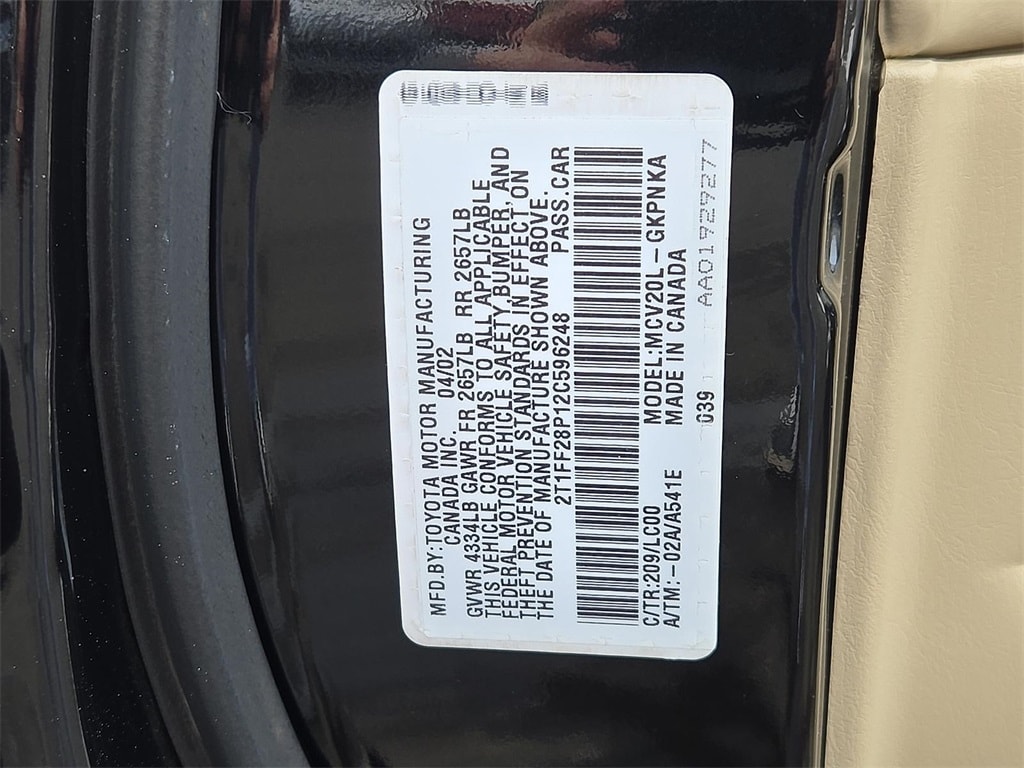 MFD.BY:TOYOTA MOTOR MANUFACTURING
CANADA INC. 04/02
GVWR 4334LB GAWR FR 2657LB RR 2657LB
THIS VEHICLE CONFORMS TO ALL APPLICABLE
FEDERAL MOTOR VEHICLE SAFETY,BUMPER,AND
THEFT PREVENTION STANDARDS IN EFFECT ON
THE DATE OF MANUFACTURE SHOWN ABOVE.
2T1FF28P12C596248 PASS.CAR
C/TR:209/LC00 MODEL:MCV20L-GKPNKA
A/TM:-02A/A541E MADE IN CANADA
C39 AA01929277